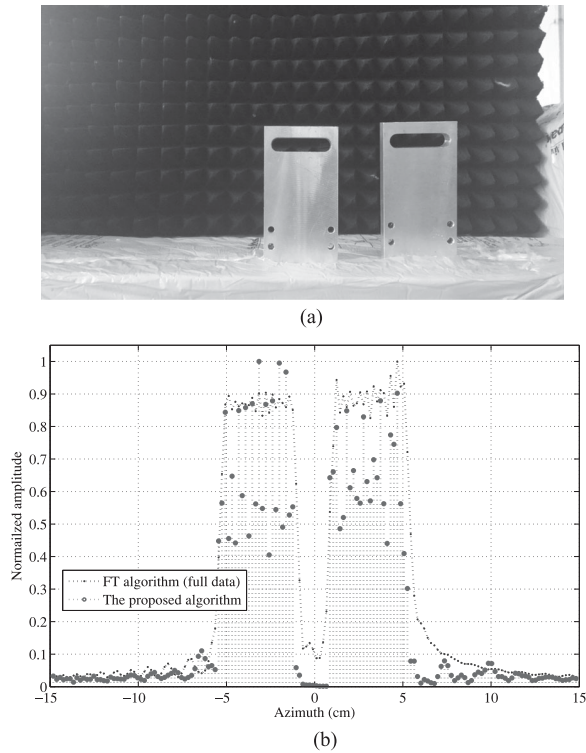 (a)
1
0.9
0.8
0.7
0.6
0.5
0.4
0.3
0.2
0.1
0
Normailzed amplitude
FT algorithm (full data)
The proposed algorithm
−15 −10 −5 0 5 10 15
Azimuth (cm)
(b)